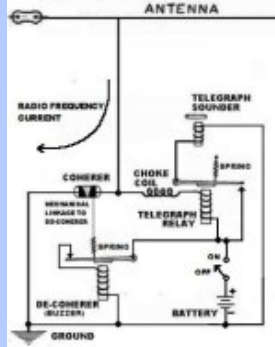 ANTENNA
TELEGRAPH
SOUNDER
RADIO FREQUENCY
CURRENT
SPRING
COHERER
CHOKE
COIL
MECHANICAL
LINKAGE TO
DE-COHERER
TELEGRAPH
RELAY
SPRING
ON
OFF
DE-COHERER
(BUZZER)
BATTERY
+
GROUND